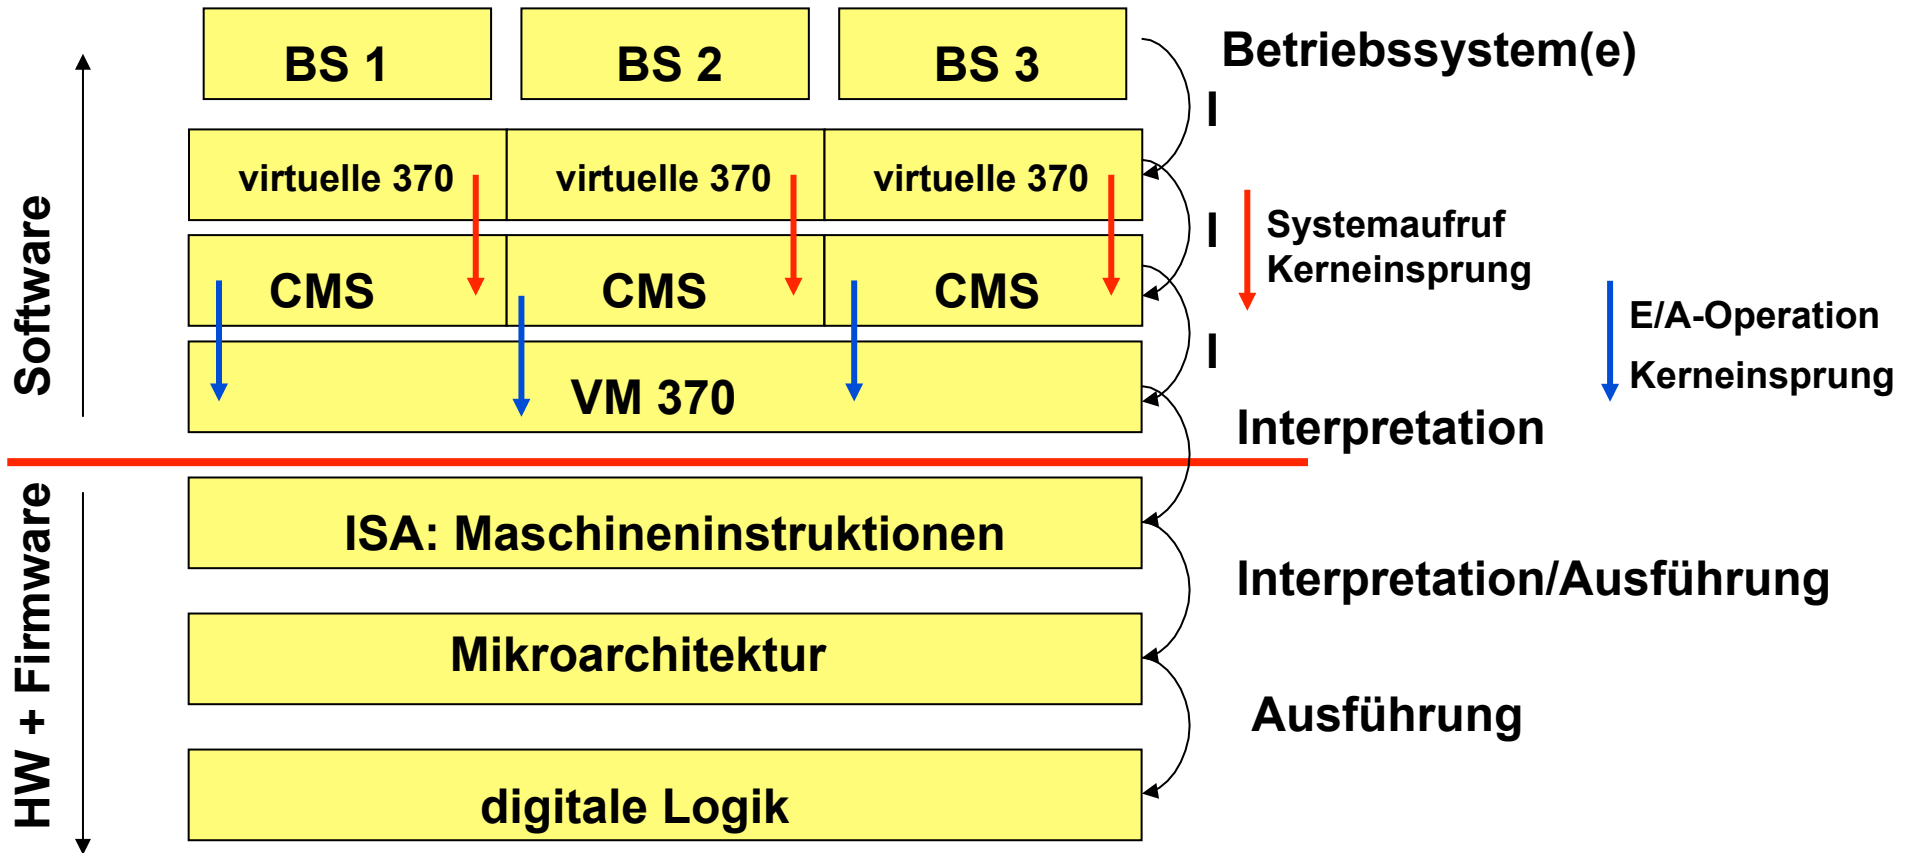 BS 1
BS 2
BS 3
Betriebssystem(e)
I
virtuelle 370
virtuelle 370
virtuelle 370
I
Systemaufruf
Kerneinsprung
CMS
CMS
CMS
E/A-Operation
Kerneinsprung
I
VM 370
Interpretation
Software
ISA: Maschineninstruktionen
Interpretation/Ausführung
Mikroarchitektur
Ausführung
digitale Logik
HW + Firmware